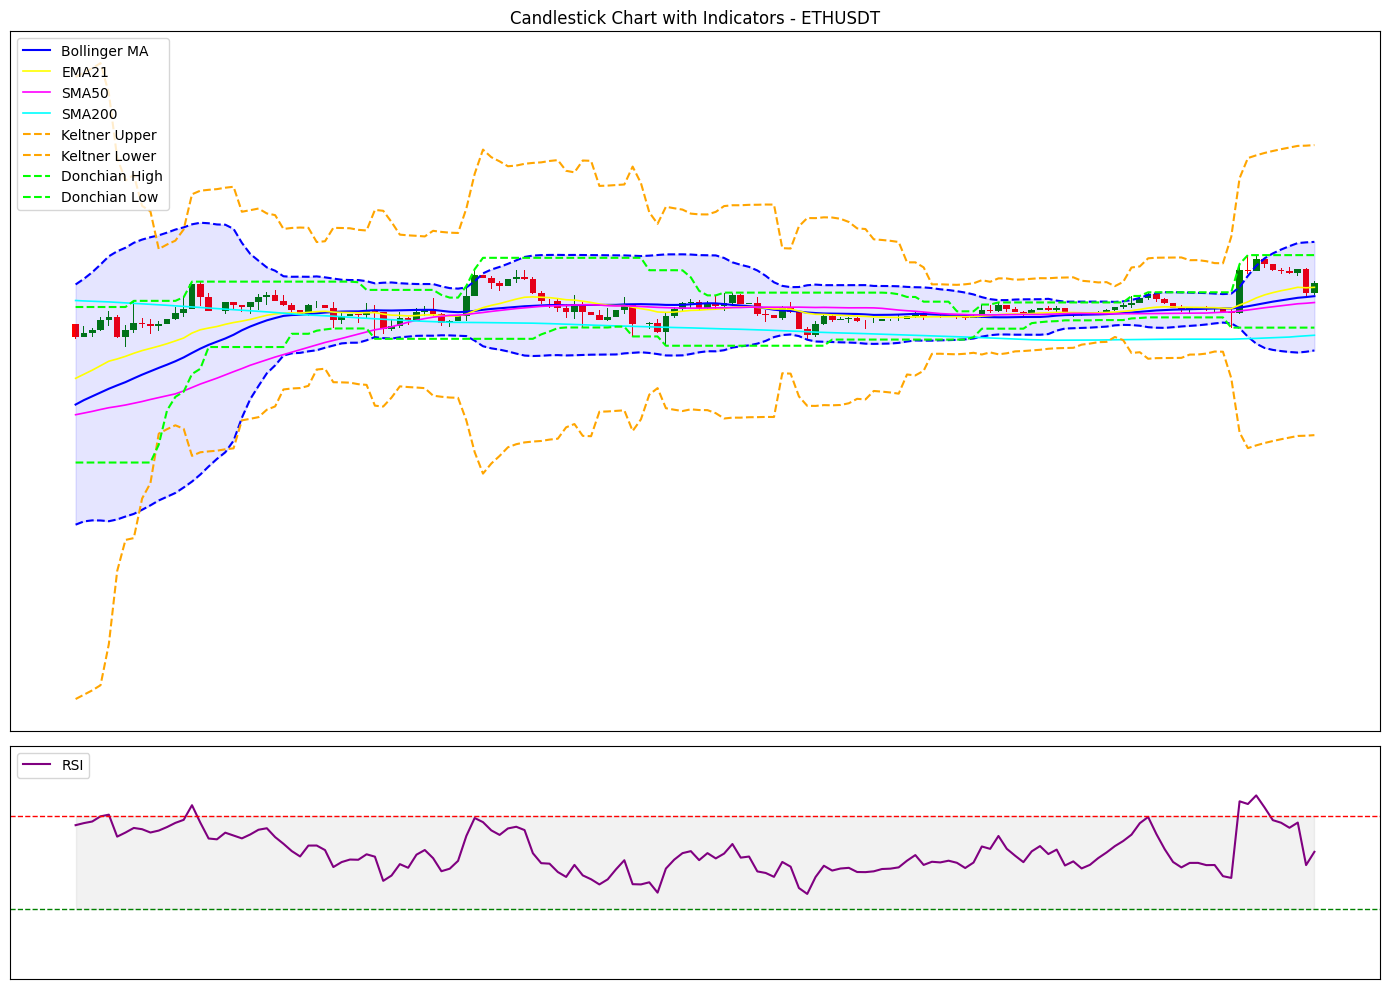 Candlestick Chart with Indicators - ETHUSDT
Bollinger MA
EMA21
SMA50
SMA200
Keltner Upper
Keltner Lower
Donchian High
Donchian Low
RSI